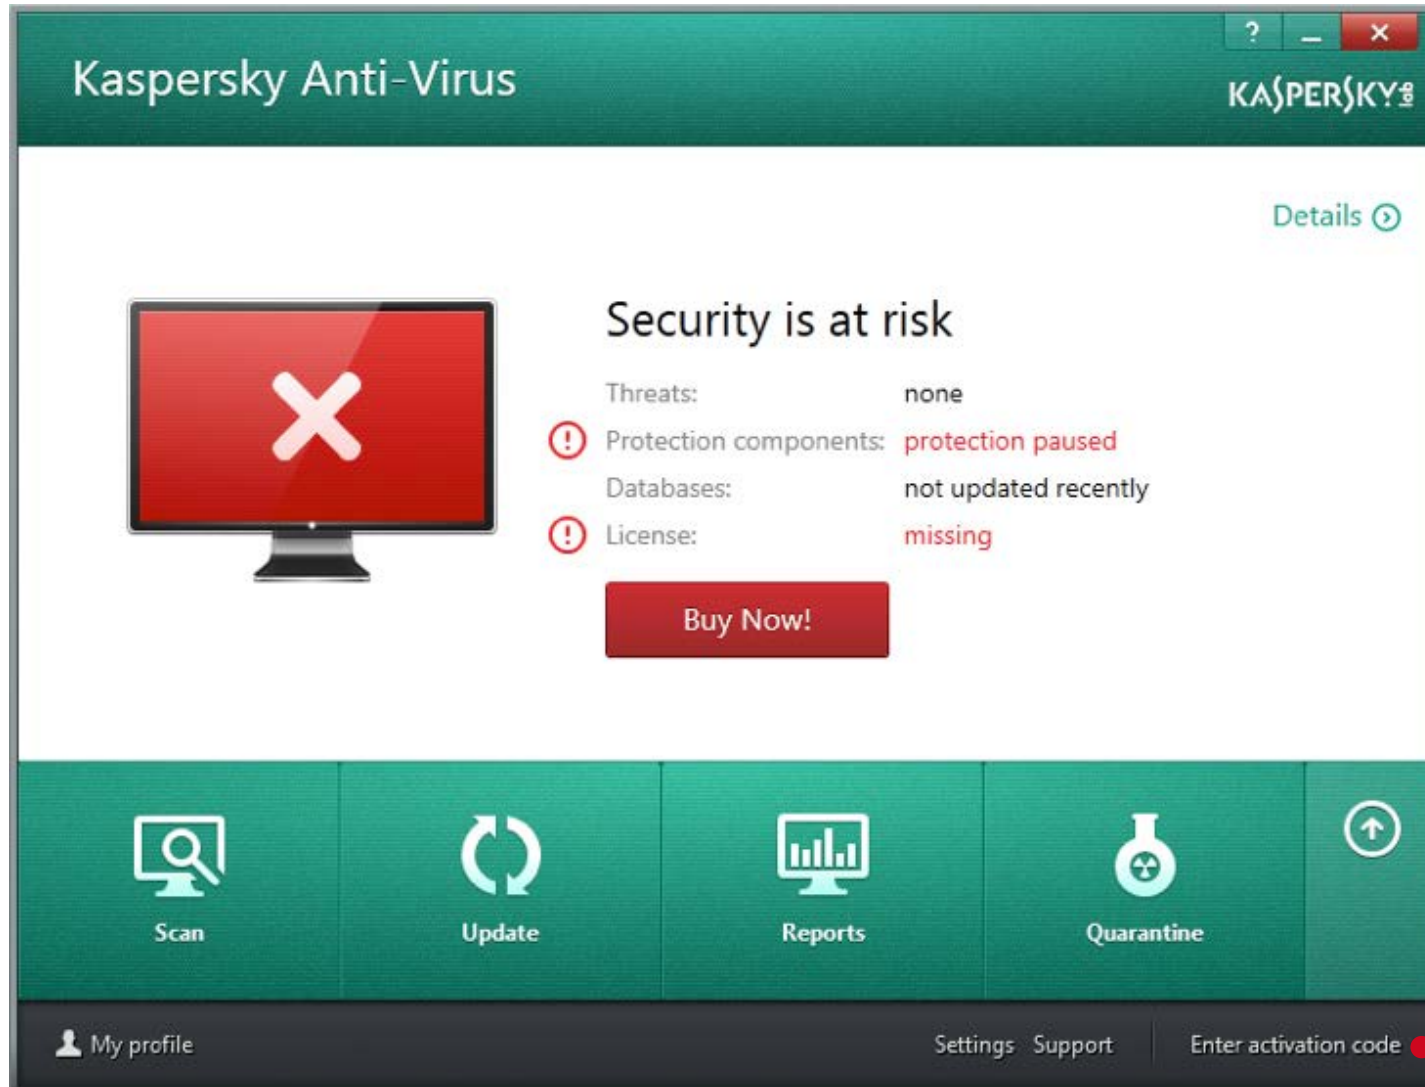 ?
Kaspersky Anti-Virus
KASPERSKY lab
Details
Security is at risk
Threats: none
Protection components: protection paused
Databases: not updated recently
License: missing
Buy Now!
Scan Update Reports Quarantine
My profile Settings Support Enter activation code